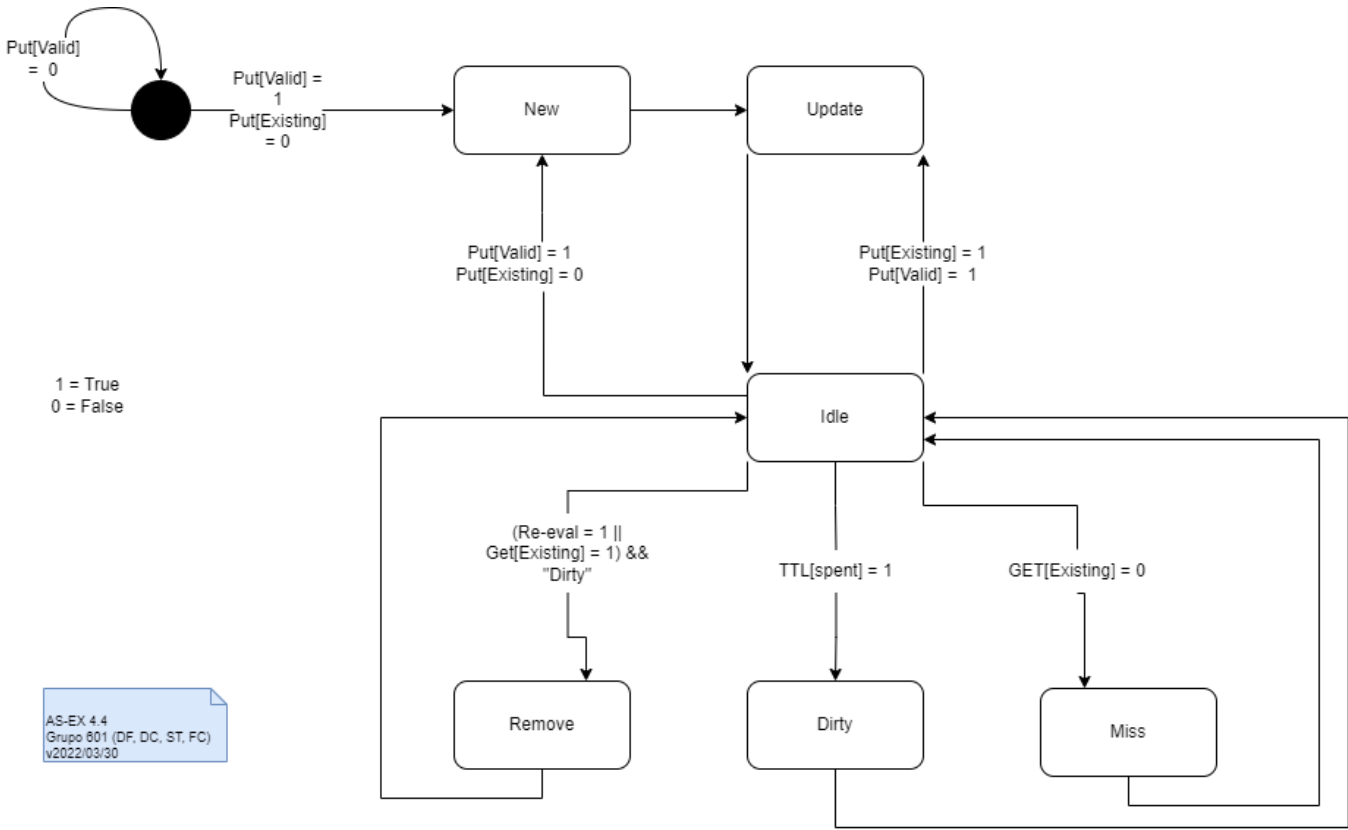 Put[Valid]
= 0
Put[Valid] =
1
Put[Existing]
= 0
New
Update
Put[Valid] = 1
Put[Existing] = 0
Put[Existing] = 1
Put[Valid] = 1
1 = True
0 = False
Idle
(Re-eval = 1 ||
Get[Existing] = 1) &&
"Dirty"
TTL[spent] = 1
GET[Existing] = 0
Remove
Dirty
Miss
AS-EX 4.4
Grupo 601 (DF, DC, ST, FC)
v2022/03/30